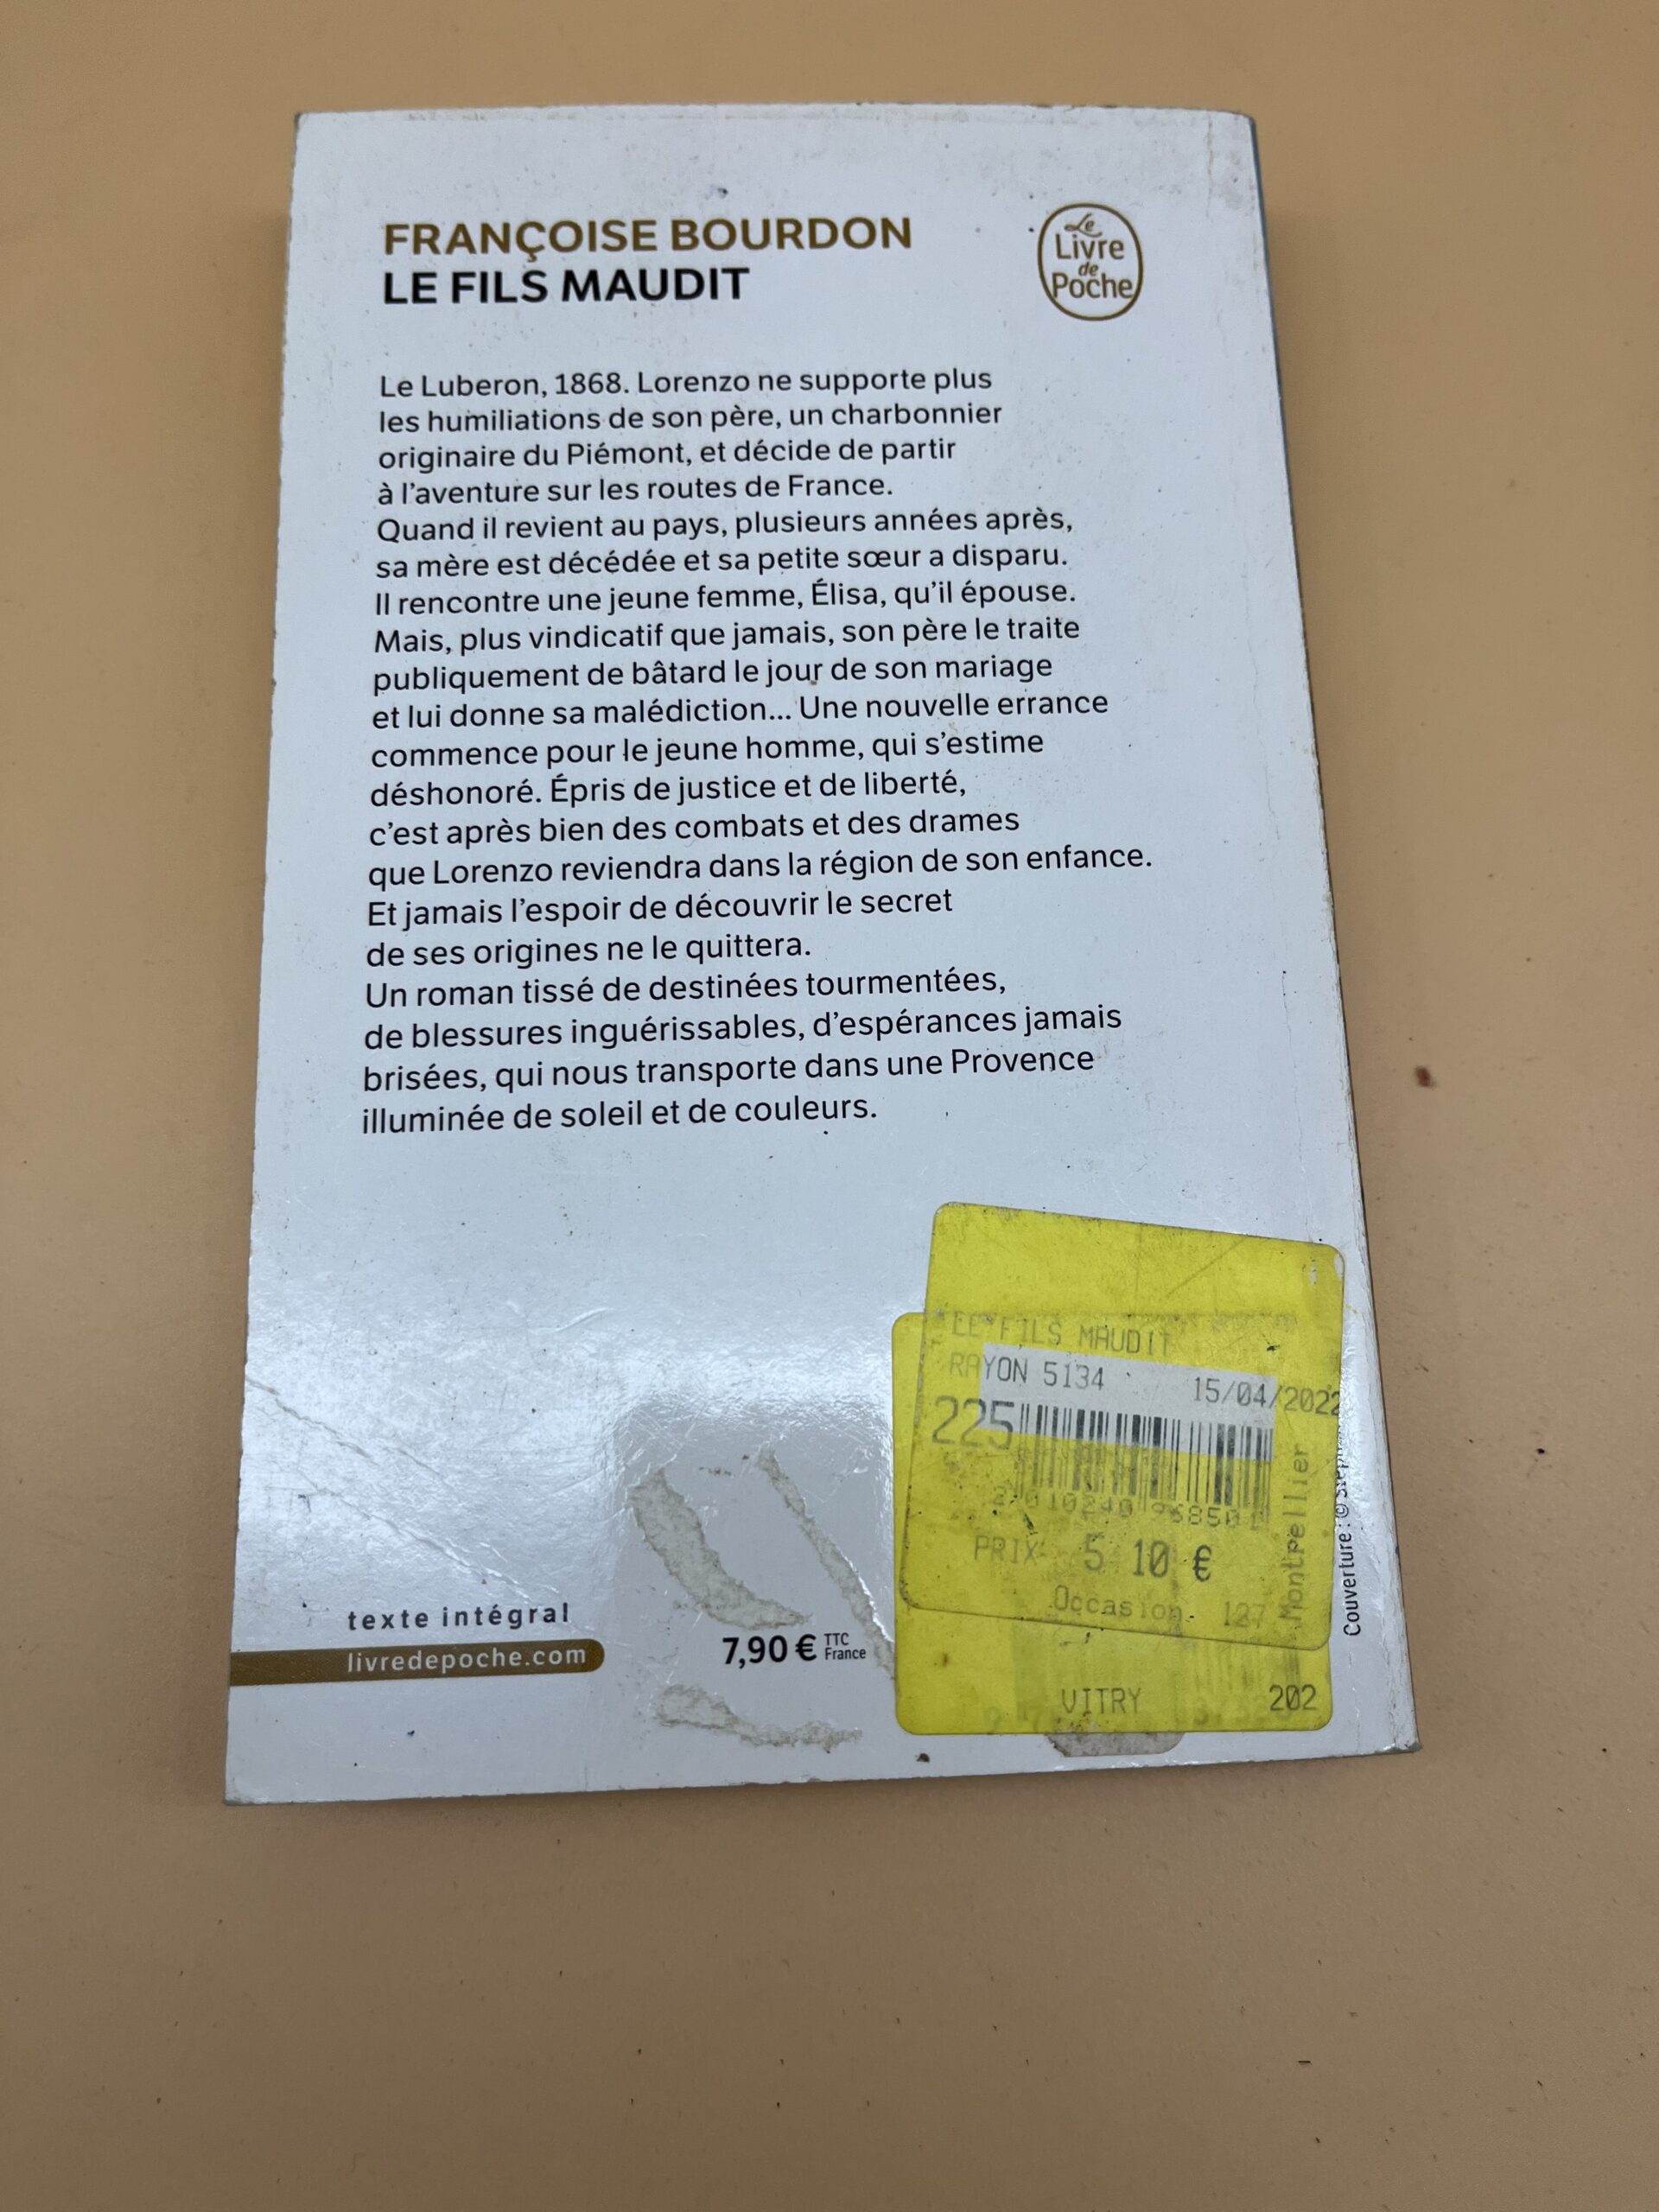 FRANÇOISE BOURDON
LE FILS MAUDIT
Le
Livre
de
Poche
Le Luberon, 1868. Lorenzo ne supporte plus
les humiliations de son père, un charbonnier
originaire du Piémont, et décide de partir
à l'aventure sur les routes de France.
Quand il revient au pays, plusieurs années après,
sa mère est décédée et sa petite sœur a disparu.
Il rencontre une jeune femme, Élisa, qu'il épouse.
Mais, plus vindicatif que jamais, son père le traite
publiquement de bâtard le jour de son mariage
et lui donne sa malédiction... Une nouvelle errance
commence pour le jeune homme, qui s'estime
déshonoré. Épris de justice et de liberté,
c'est après bien des combats et des drames
que Lorenzo reviendra dans la région de son enfance.
Et jamais l'espoir de découvrir le secret
de ses origines ne le quittera.
Un roman tissé de destinées tourmentées,
de blessures inguérissables, d'espérances jamais
brisées, qui nous transporte dans une Provence
illuminée de soleil et de couleurs.
LE FILS MAUDIT
RAYON 5134 15/04/2022
225
PRIX 5 10 €
Occasion 127
Montpellier
VITRY 202
Couverture : ©
texte intégral
livredepoche.com
7,90 € TTC France